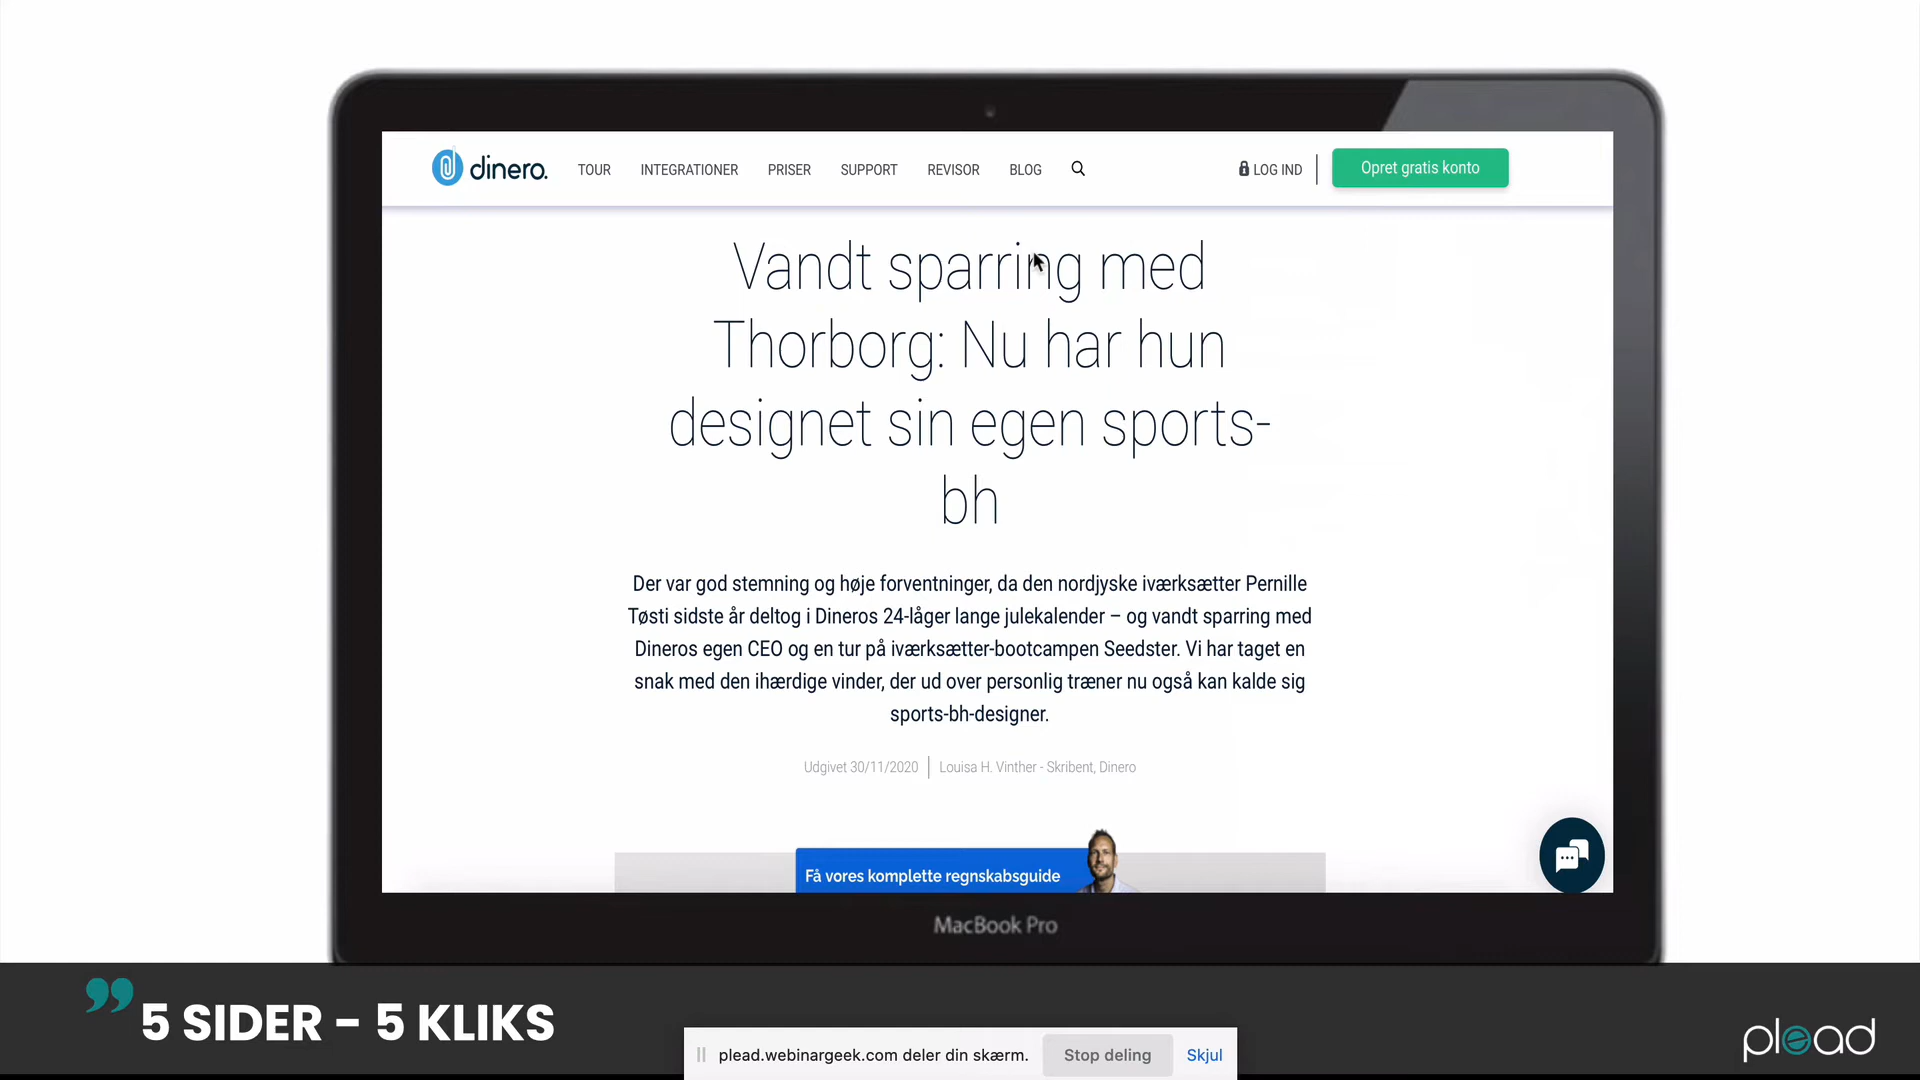 dinero.
TOUR INTEGRATIONER PRISER SUPPORT REVISOR BLOG LOG IND Opret gratis konto
Vandt sparring med
Thorborg: Nu har hun
designet sin egen sports-
bh
Der var god stemning og høje forventninger, da den nordjyske iværksætter Pernille
Tøsti sidste år deltog i Dineros 24-låger lange julekalender – og vandt sparring med
Dineros egen CEO og en tur på iværksætter-bootcampen Seedster. Vi har taget en
snak med den ihærdige vinder, der ud over personlig træner nu også kan kalde sig
sports-bh-designer.
Udgivet 30/11/2020 | Louisa H. Vinther - Skribent, Dinero
Få vores komplette regnskabsguide
MacBook Pro
5 SIDER – 5 KLIKS
plead.webinargeek.com deler din skærm. Stop deling Skjul
plead